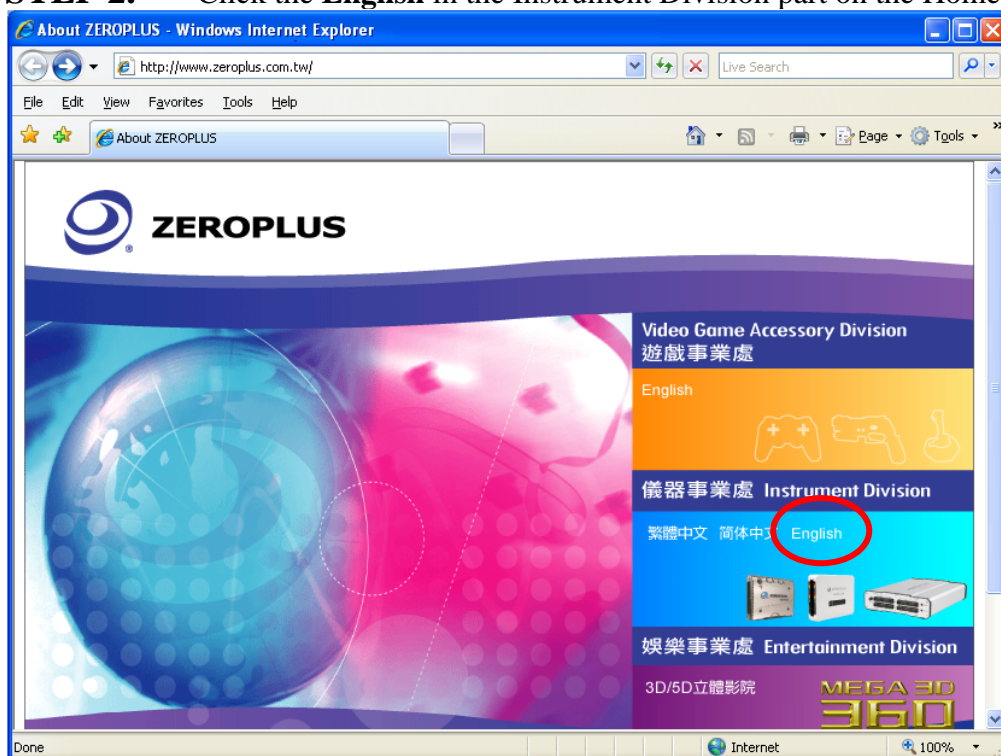 STEP 2. Click the English in the Instrument Division part on the Home
About ZEROPLUS - Windows Internet Explorer
http://www.zeroplus.com.tw/
Live Search
File Edit View Favorites Tools Help
About ZEROPLUS
Page Tools »
ZEROPLUS
®
Video Game Accessory Division
遊戲事業處
English
儀器事業處 Instrument Division
繁體中文 简体中文 English
娛樂事業處 Entertainment Division
3D/5D立體影院 MEGA 3D
360
Done Internet 100%